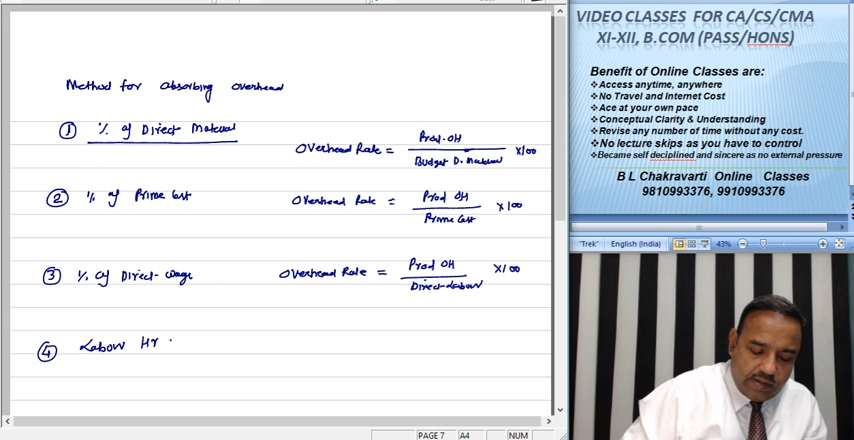 Method for absorbing overhead
① % of Direct Material
Overhead Rate = Prod. OH / Budget D. Material ×100
② % of Prime Cost
Overhead Rate = Prod OH / Prime Cost ×100
③ % of Direct-wage
Overhead Rate = Prod OH / Direct-Labour ×100
④ Labour Hr
PAGE 7 A4 NUM
VIDEO CLASSES FOR CA/CS/CMA
XI-XII, B.COM (PASS/HONS)
Benefit of Online Classes are:
❖Access anytime, anywhere
❖No Travel and Internet Cost
❖Ace at your own pace
❖Conceptual Clarity & Understanding
❖Revise any number of time without any cost.
❖No lecture skips as you have to control
❖Became self deciplined and sincere as no external pressure
B L Chakravarti Online Classes
9810993376, 9910993376
"Trek" English (India) 43%